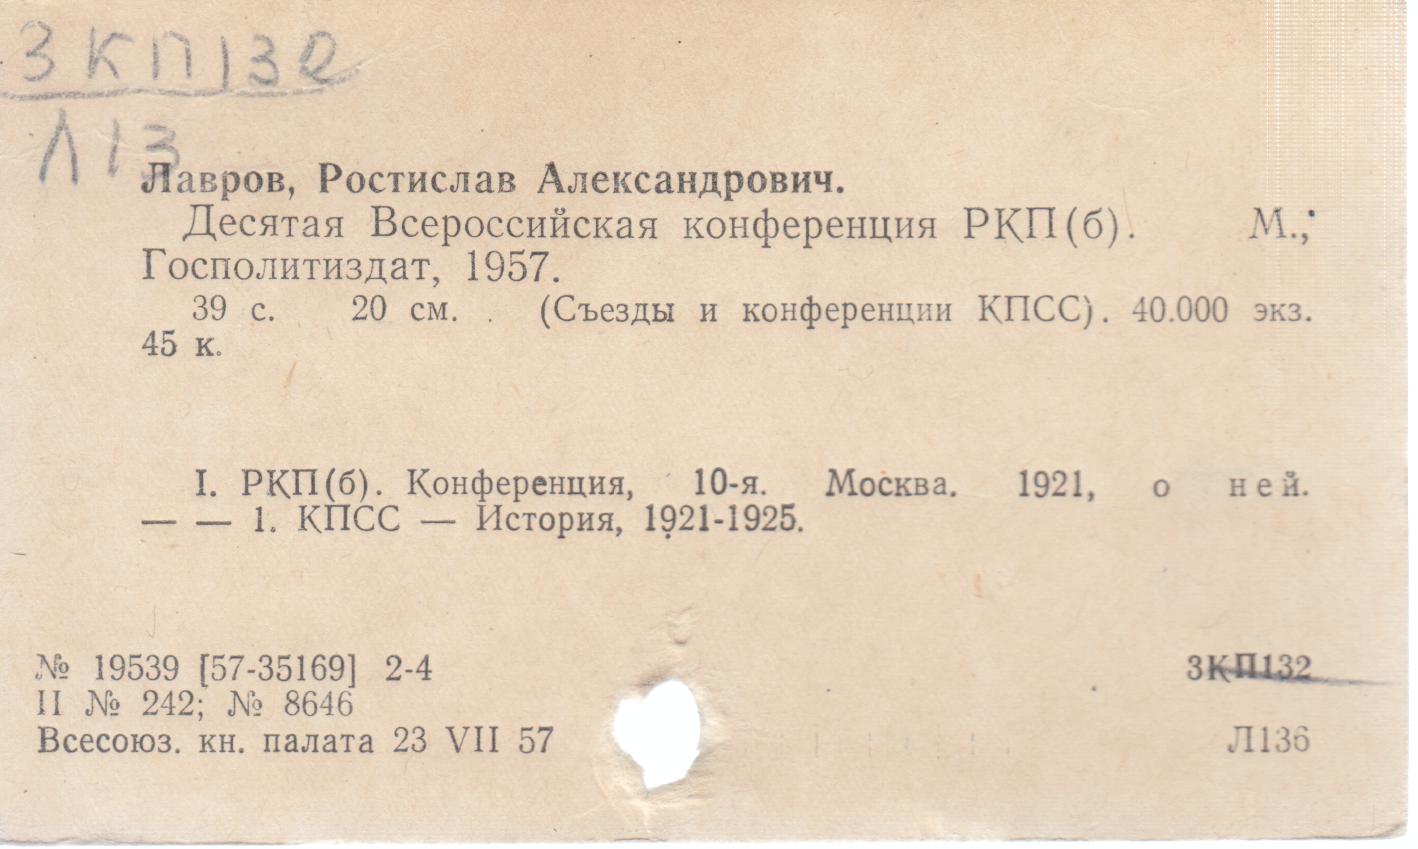 3КП132
Л13
Лавров, Ростислав Александрович.
Десятая Всероссийская конференция РКП(б). М.;
Госполитиздат, 1957.
39 с. 20 см. (Съезды и конференции КПСС). 40.000 экз.
45 к.
I. РКП(б). Конференция, 10-я. Москва. 1921, о ней.
— — 1. КПСС — История, 1921-1925.
№ 19539 [57-35169] 2-4
3КП132
II № 242; № 8646
Всесоюз. кн. палата 23 VII 57
Л136